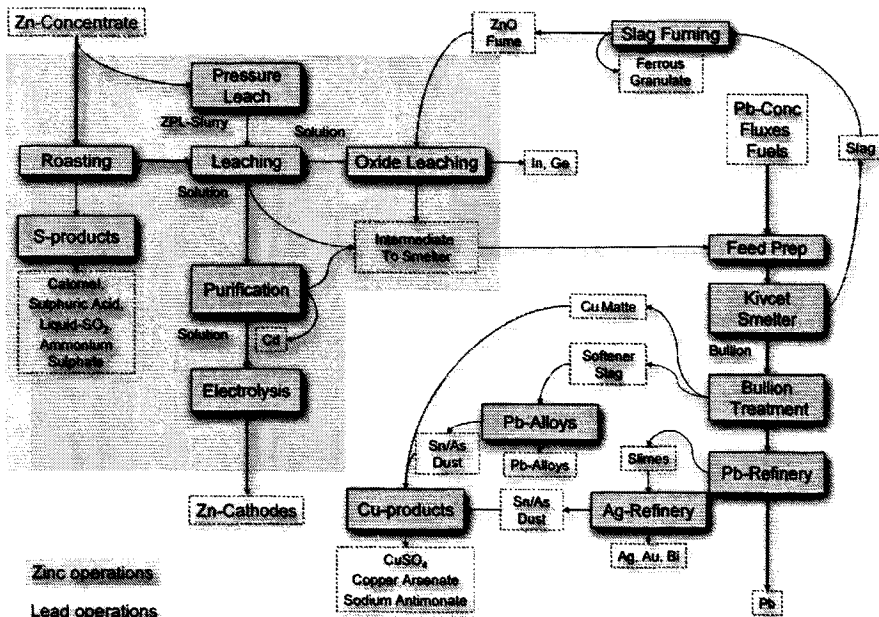 Zn-Concentrate
ZnO
Fume
Slag Fuming
Ferrous
Granulate
Pressure
Leach
Pb-Conc
Fluxes
Fuels
ZPL-Slurry
Solution
Slag
Roasting
Leaching
Oxide Leaching
In, Ge
Solution
S-products
Intermediate
To Smelter
Feed Prep
Calomel,
Sulphuric Acid,
Liquid-SO2,
Ammonium
Sulphate
Purification
Cu Matte
Kivcet
Smelter
Solution
Cd
Bullion
Softener
Slag
Electrolysis
Bullion
Treatment
Pb-Alloys
Sn/As
Dust
Pb-Alloys
Slimes
Pb-Refinery
Zn-Cathodes
Cu-products
Sn/As
Dust
Ag-Refinery
CuSO4
Copper Arsenate
Sodium Antimonate
Ag, Au, Bi
Pb
Zinc operations
Lead operations